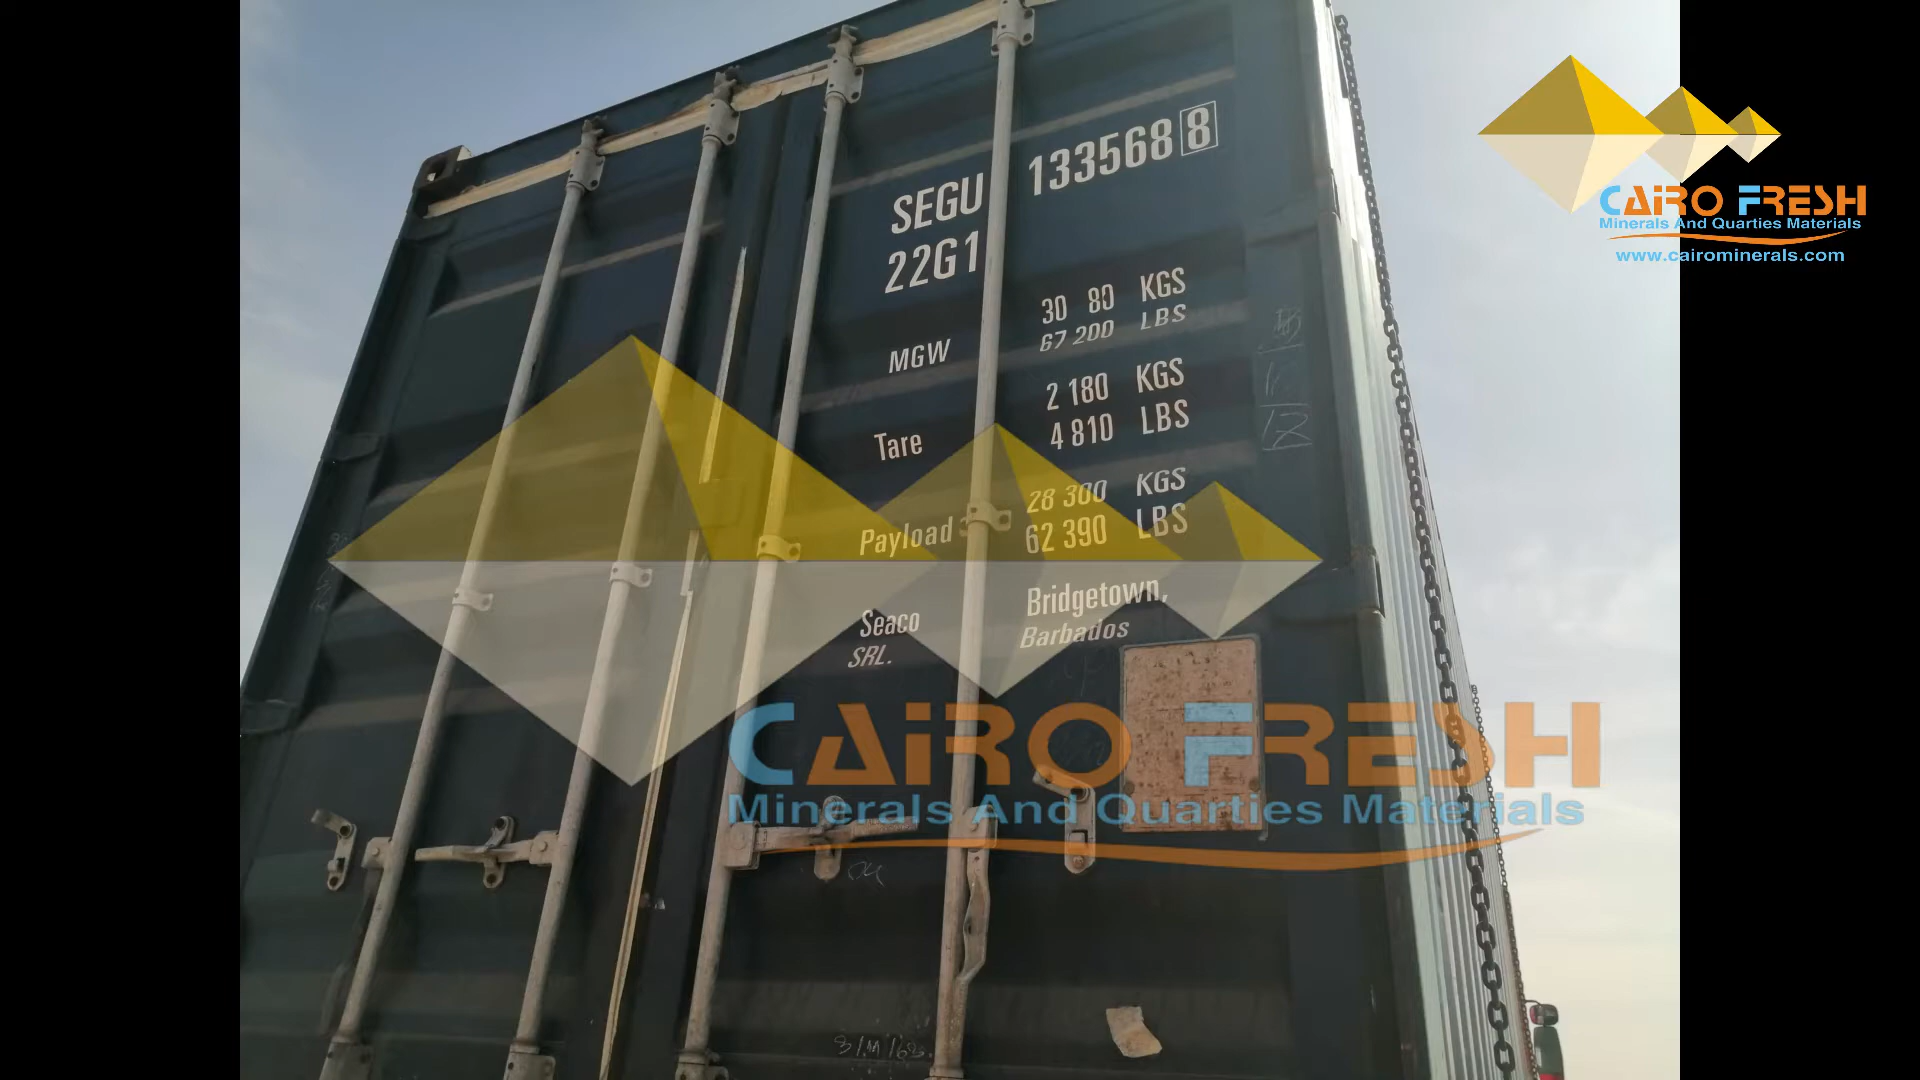 SEGU 133568 8
22G1
MGW 30 80 KGS
67 200 LBS
Tare 2 180 KGS
4 810 LBS
Payload 28 300 KGS
62 390 LBS
Seaco Bridgetown,
SRL. Barbados
CAiRO FRESH
Minerals And Quarties Materials
www.cairominerals.com
CAiRO FRESH
Minerals And Quarties Materials